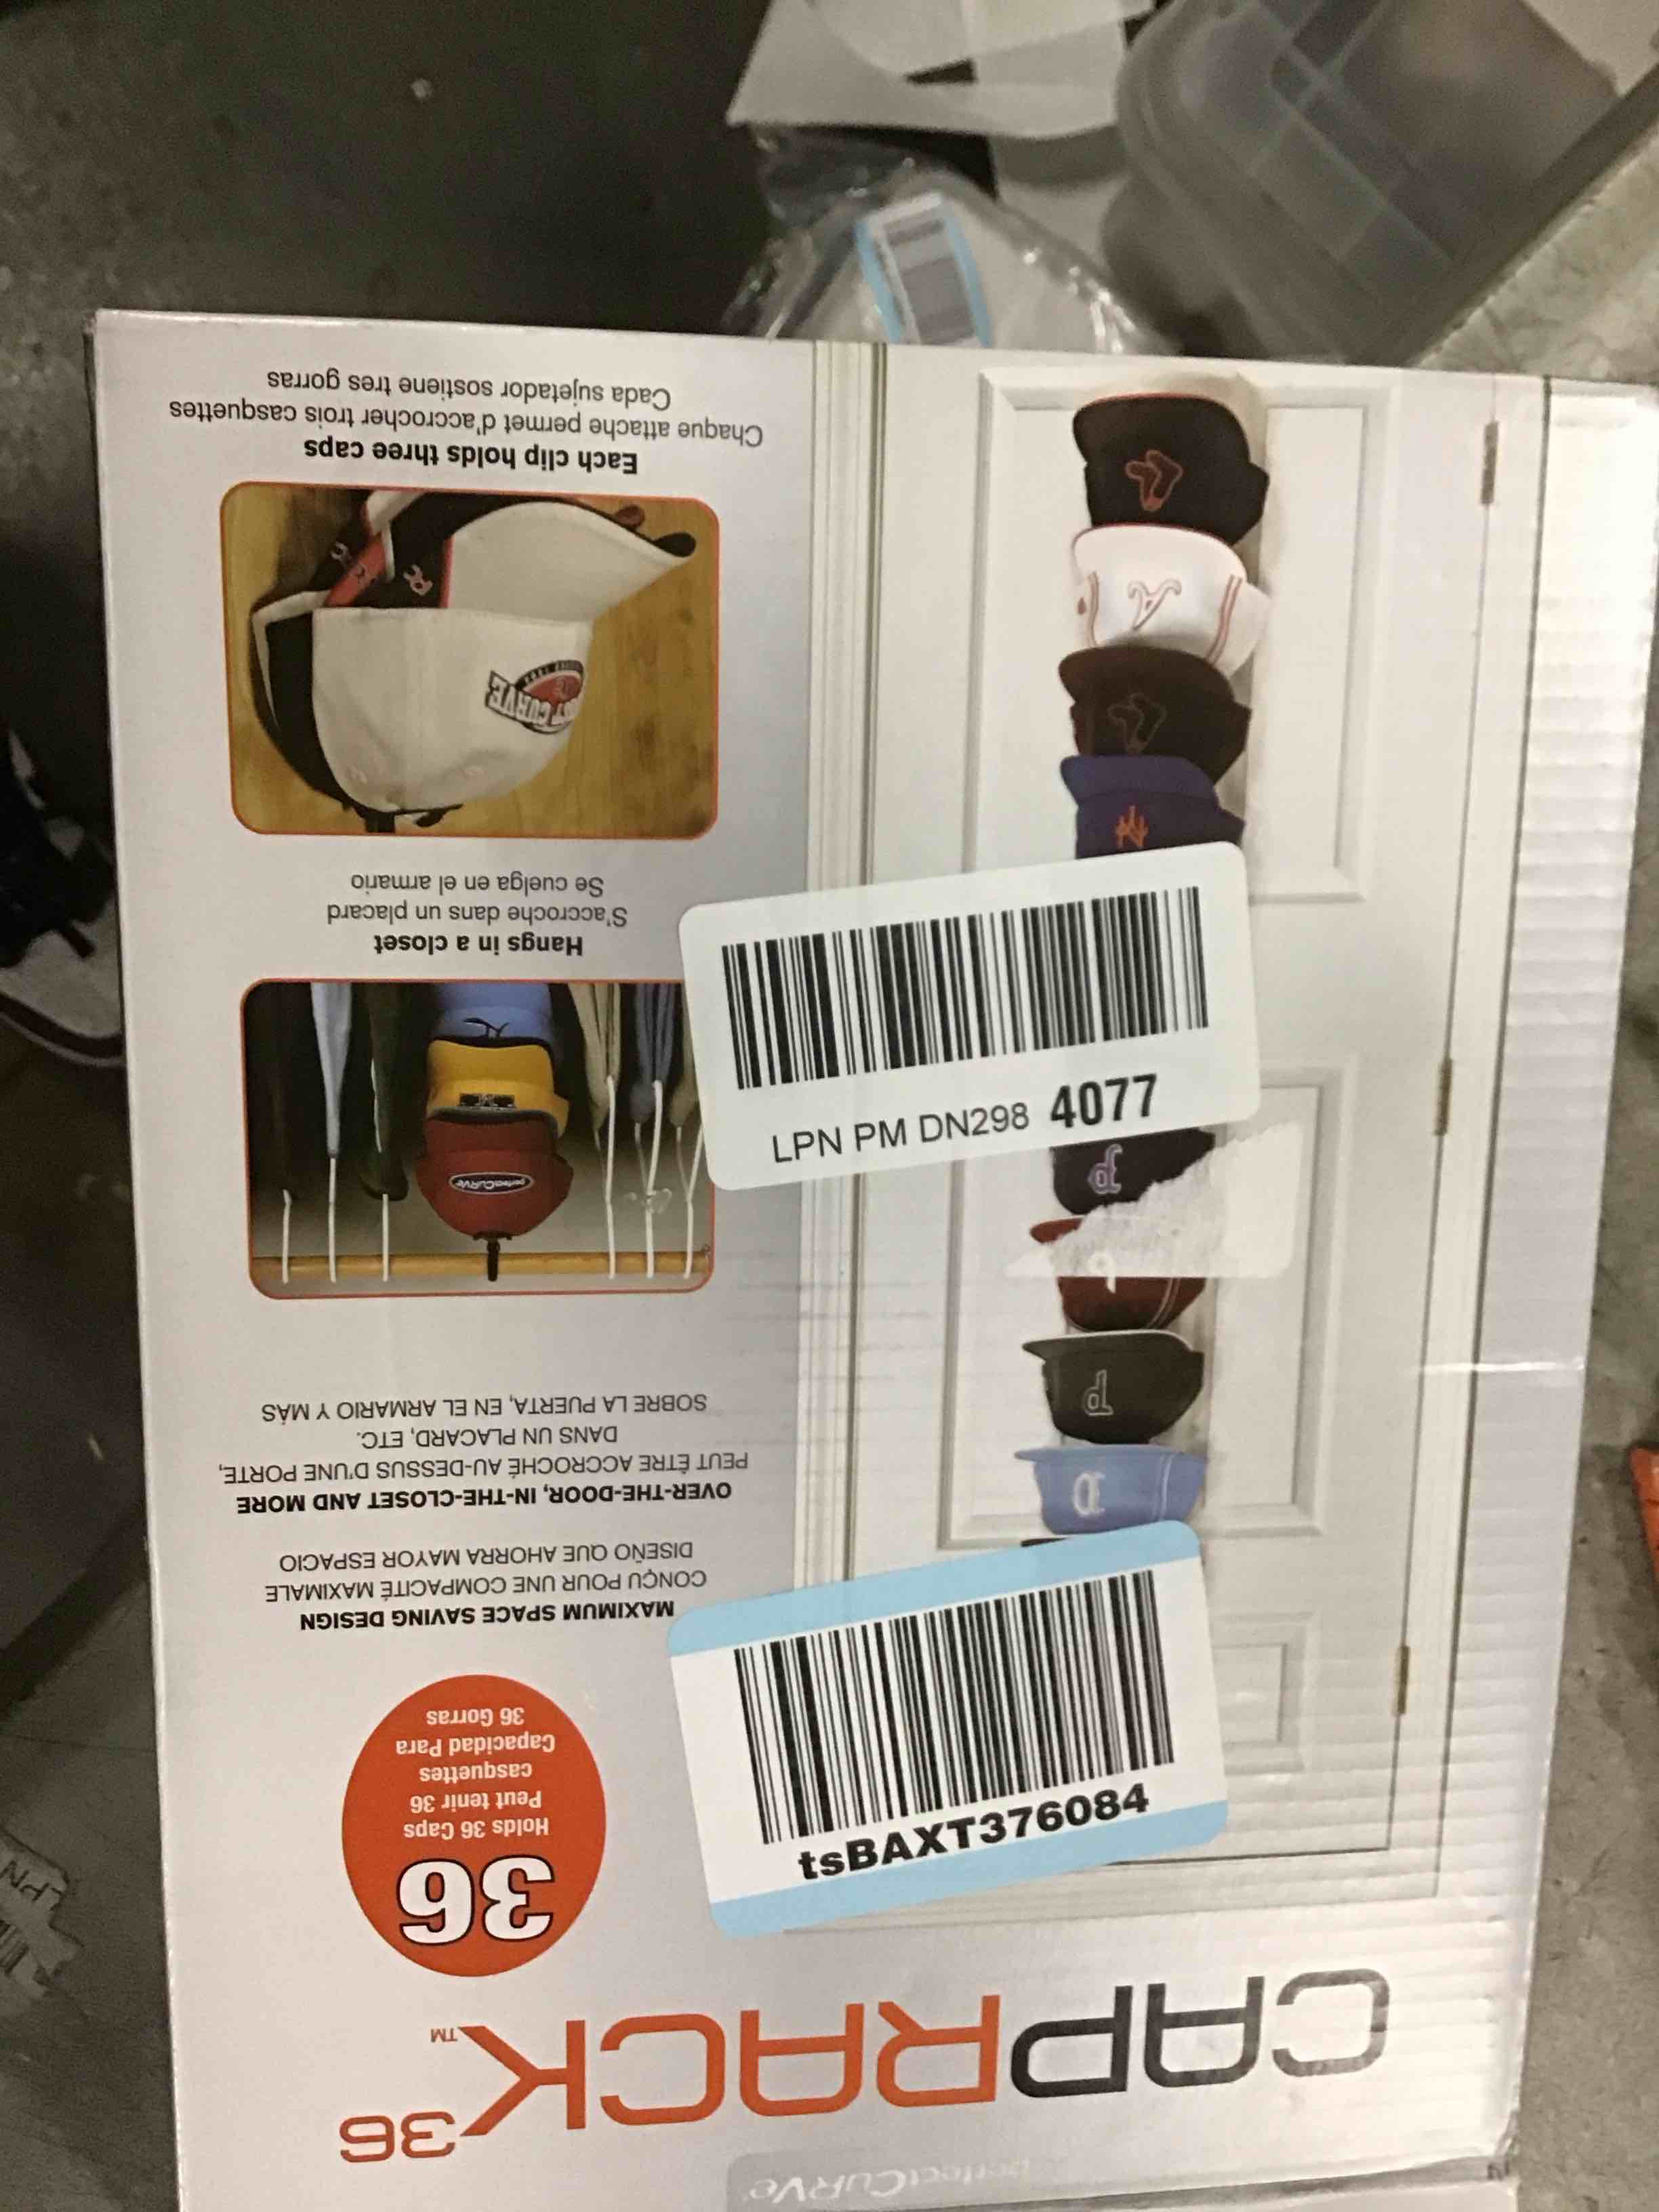 perfectCURVE
CAPRACK™36
36
Holds 36 Caps
Peut tenir 36
casquettes
Capacidad Para
36 Gorras
MAXIMUM SPACE SAVING DESIGN
CONÇU POUR UNE COMPACITÉ MAXIMALE
DISEÑO QUE AHORRA MAYOR ESPACIO
OVER-THE-DOOR, IN-THE-CLOSET AND MORE
PEUT ÊTRE ACCROCHÉ AU-DESSUS D'UNE PORTE,
DANS UN PLACARD, ETC.
SOBRE LA PUERTA, EN EL ARMARIO Y MÁS
perfectCURVE
Hangs in a closet
S'accroche dans un placard
Se cuelga en el armario
CURVE
Each clip holds three caps
Chaque attache permet d'accrocher trois casquettes
Cada sujetador sostiene tres gorras
LPN PM DN298 4077
tsBAXT376084
D
P
P
A
LPN